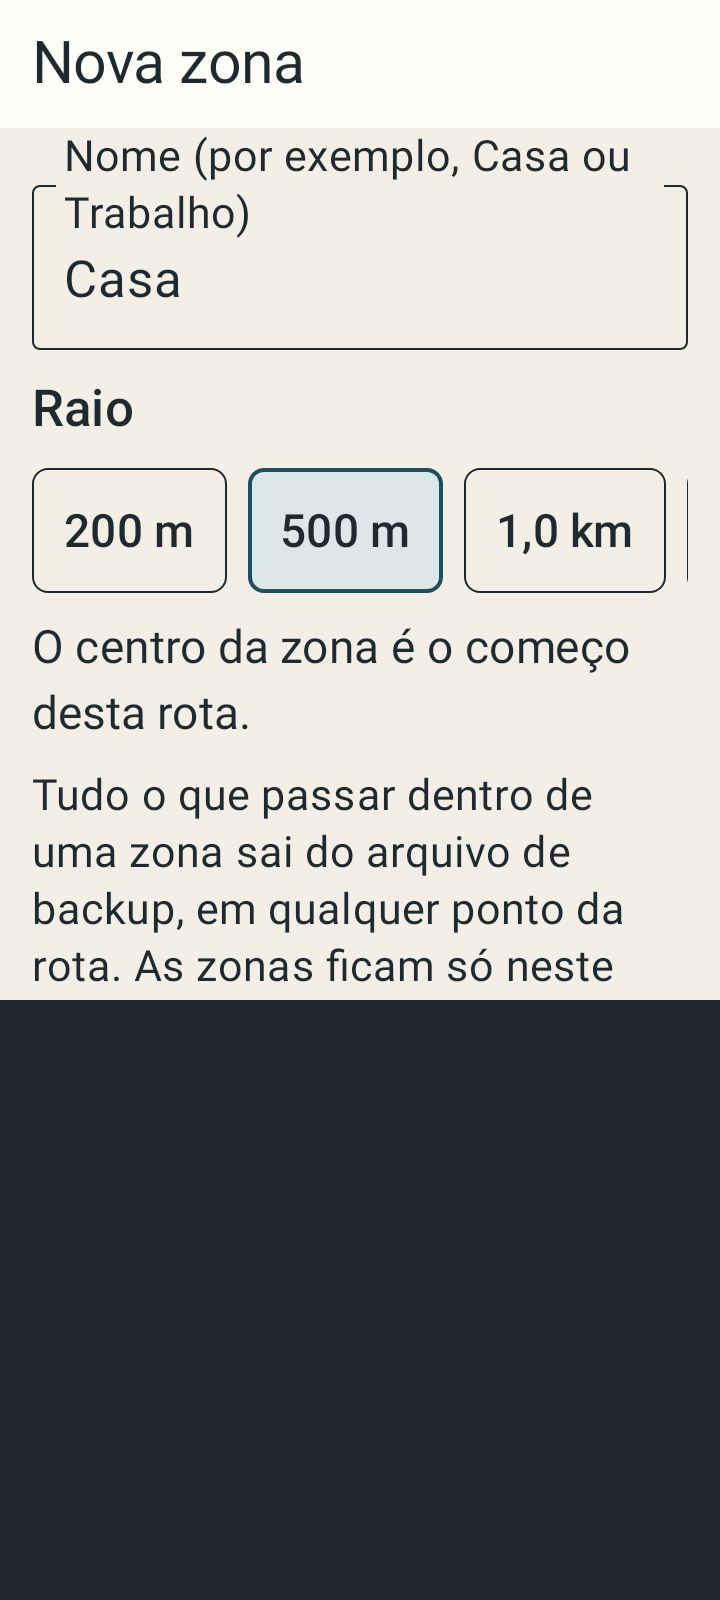 Nova zona
Nome (por exemplo, Casa ou
Trabalho)
Casa
Raio
200 m 500 m 1,0 km
O centro da zona é o começo
desta rota.
Tudo o que passar dentro de
uma zona sai do arquivo de
backup, em qualquer ponto da
rota. As zonas ficam só neste